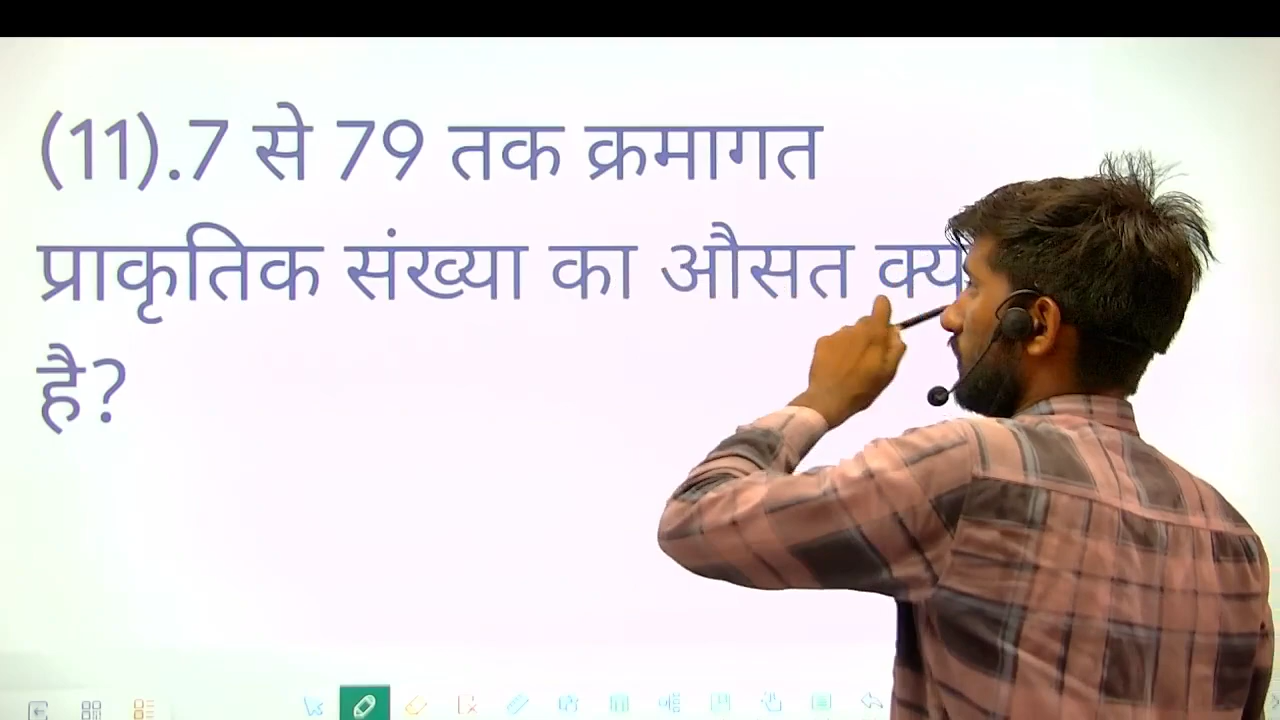 (11).7 से 79 तक क्रमागत
प्राकृतिक संख्या का औसत
है?